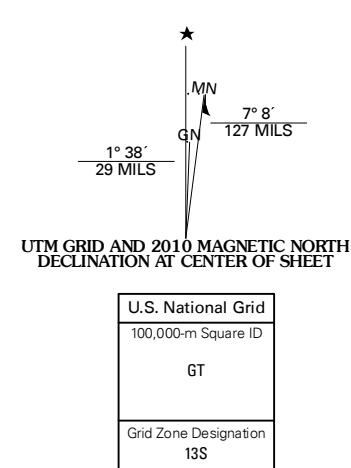 ★
MN
7° 8´
127 MILS
GN
1° 38´
29 MILS
UTM GRID AND 2010 MAGNETIC NORTH
DECLINATION AT CENTER OF SHEET
U.S. National Grid
100,000-m Square ID
GT
Grid Zone Designation
13S